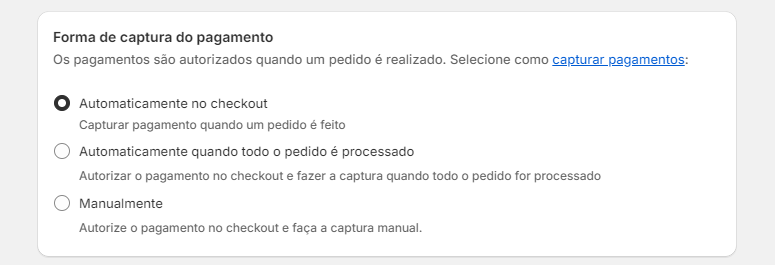 Forma de captura do pagamento
Os pagamentos são autorizados quando um pedido é realizado. Selecione como capturar pagamentos:
Automaticamente no checkout
Capturar pagamento quando um pedido é feito
Automaticamente quando todo o pedido é processado
Autorizar o pagamento no checkout e fazer a captura quando todo o pedido for processado
Manualmente
Autorize o pagamento no checkout e faça a captura manual.